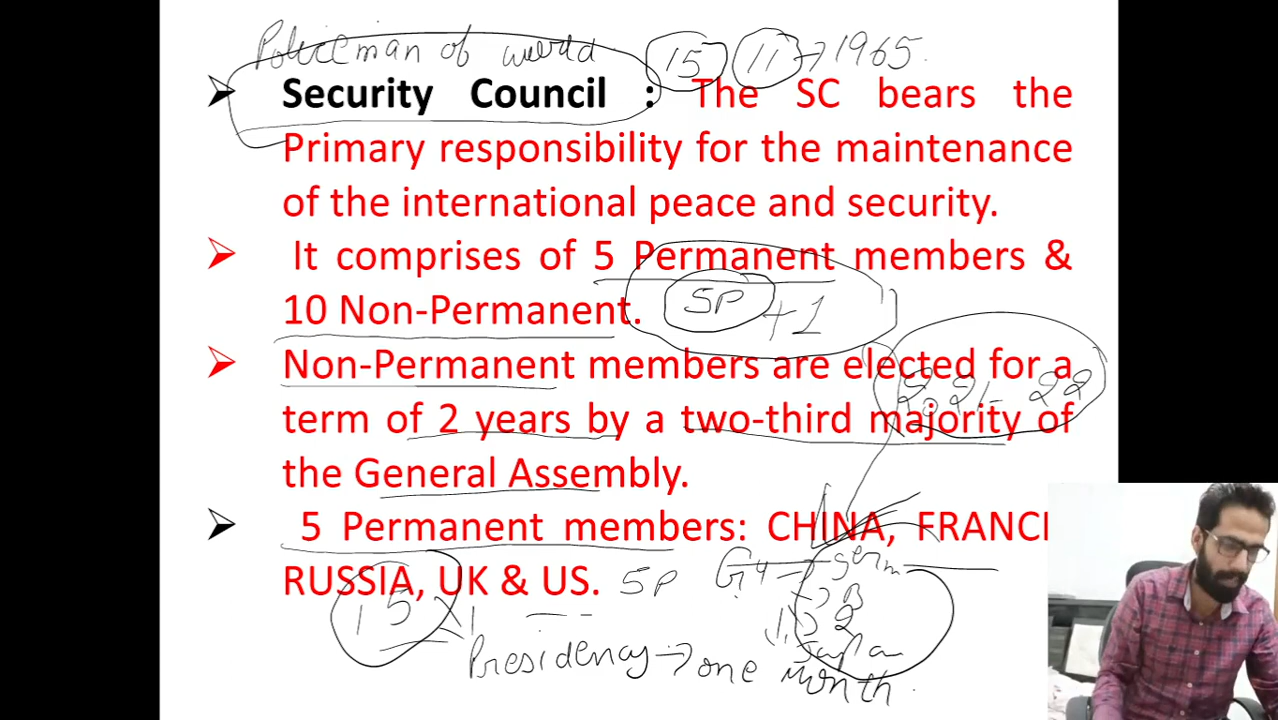 Policeman of world 15 11 → 1965.
➢ Security Council : The SC bears the
Primary responsibility for the maintenance
of the international peace and security.
➢ It comprises of 5 Permanent members &
10 Non-Permanent.
5P + 1
➢ Non-Permanent members are elected for a
22
term of 2 years by a two-third majority of
the General Assembly.
➢ 5 Permanent members: CHINA, FRANC
RUSSIA, UK & US. 5P G4 → germ
→ B
15
Japan
Presidency → one month.